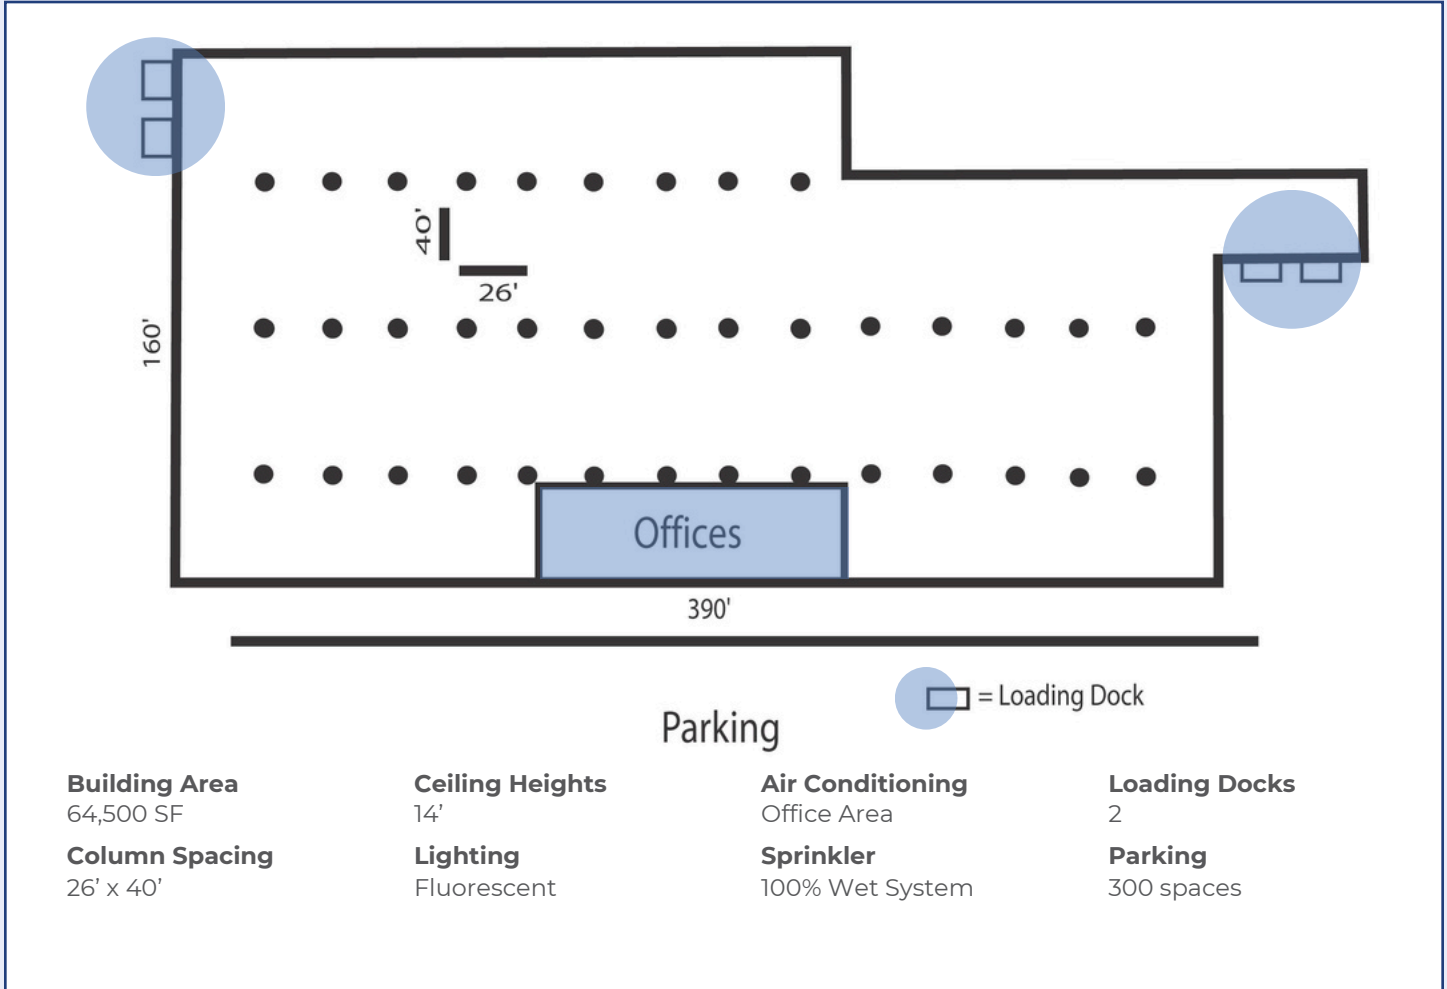 40'
26'
160'
Offices
390'
= Loading Dock
Parking
Building Area
64,500 SF
Ceiling Heights
14’
Air Conditioning
Office Area
Loading Docks
2
Column Spacing
26’ x 40’
Lighting
Fluorescent
Sprinkler
100% Wet System
Parking
300 spaces